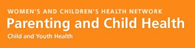 WOMEN'S AND CHILDREN'S HEALTH NETWORK
Parenting and Child Health
Child and Youth Health